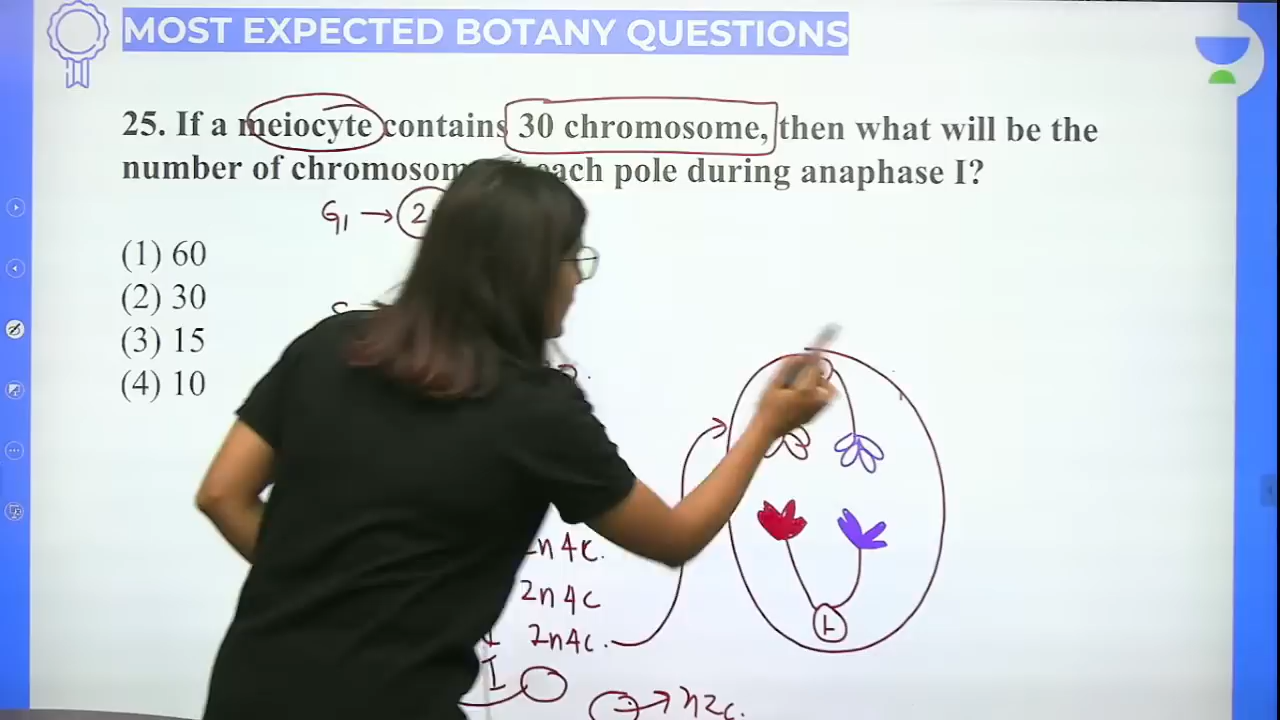 MOST EXPECTED BOTANY QUESTIONS
25. If a meiocyte contains 30 chromosome, then what will be the
number of chromosom each pole during anaphase I?
G1 → 2
(1) 60
(2) 30
(3) 15
(4) 10
2n4c.
2n4c
2n4c.
I
n2c.